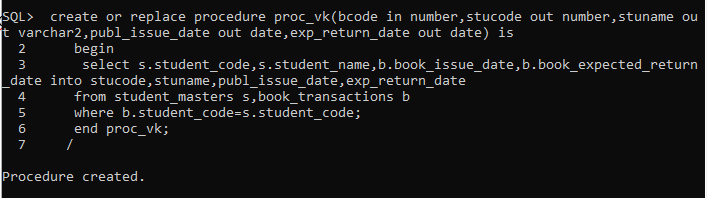 SQL>  create or replace procedure proc_vk(bcode in number,stucode out number,stuname ou
t varchar2,publ_issue_date out date,exp_return_date out date) is
  2     begin
  3      select s.student_code,s.student_name,b.book_issue_date,b.book_expected_return
_date into stucode,stuname,publ_issue_date,exp_return_date
  4     from student_masters s,book_transactions b
  5     where b.student_code=s.student_code;
  6     end proc_vk;
  7    /
Procedure created.